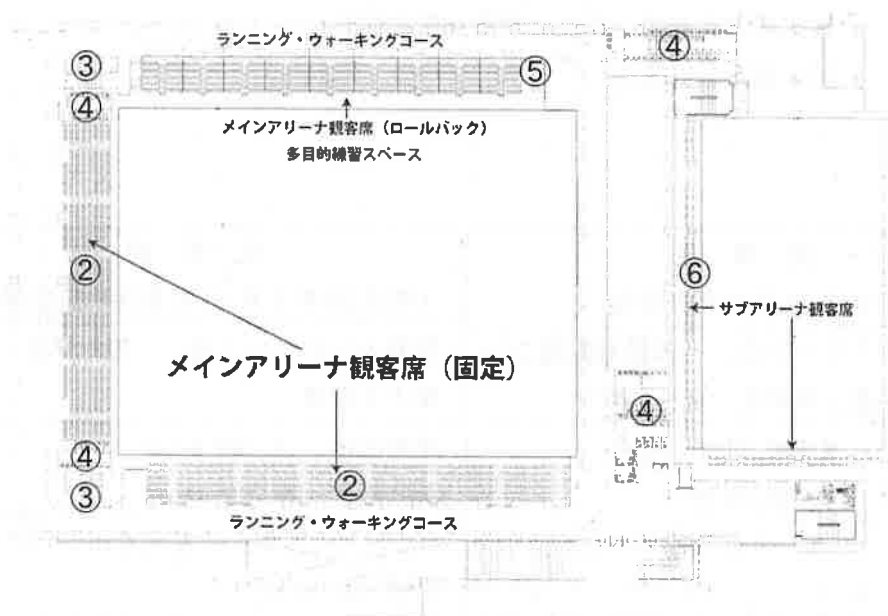 ランニング・ウォーキングコース
④
③
⑤
④
メインアリーナ観客席（ロールバック）
多目的練習スペース
②
⑥
サブアリーナ観客席
メインアリーナ観客席（固定）
④
④
②
③
ランニング・ウォーキングコース